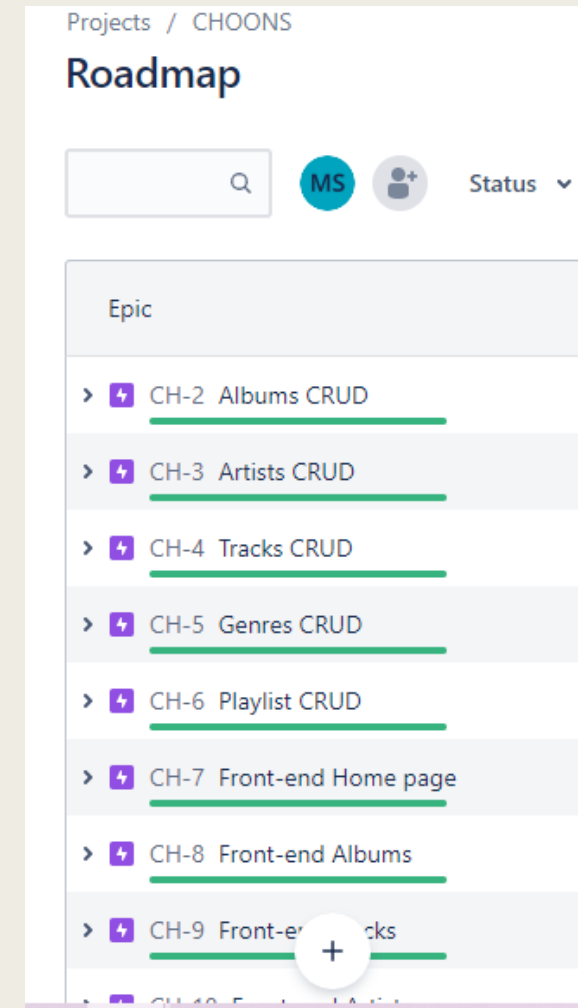 Projects / CHOONS
Roadmap
MS Status
Epic
CH-2 Albums CRUD
CH-3 Artists CRUD
CH-4 Tracks CRUD
CH-5 Genres CRUD
CH-6 Playlist CRUD
CH-7 Front-end Home page
CH-8 Front-end Albums
CH-9